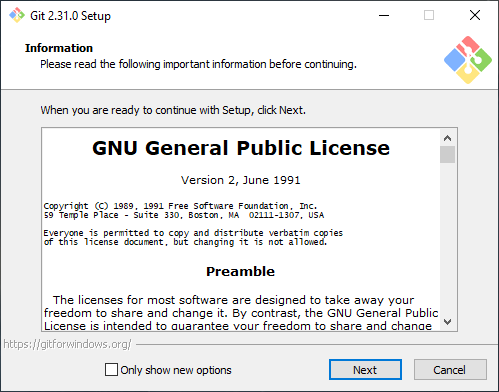 Git 2.31.0 Setup
Information
Please read the following important information before continuing.
When you are ready to continue with Setup, click Next.
GNU General Public License
Version 2, June 1991
Copyright (C) 1989, 1991 Free Software Foundation, Inc.
59 Temple Place - Suite 330, Boston, MA  02111-1307, USA
Everyone is permitted to copy and distribute verbatim copies
of this license document, but changing it is not allowed.
Preamble
The licenses for most software are designed to take away your
freedom to share and change it. By contrast, the GNU General Public
License is intended to guarantee your freedom to share and change
https://gitforwindows.org/
Only show new options
Next
Cancel